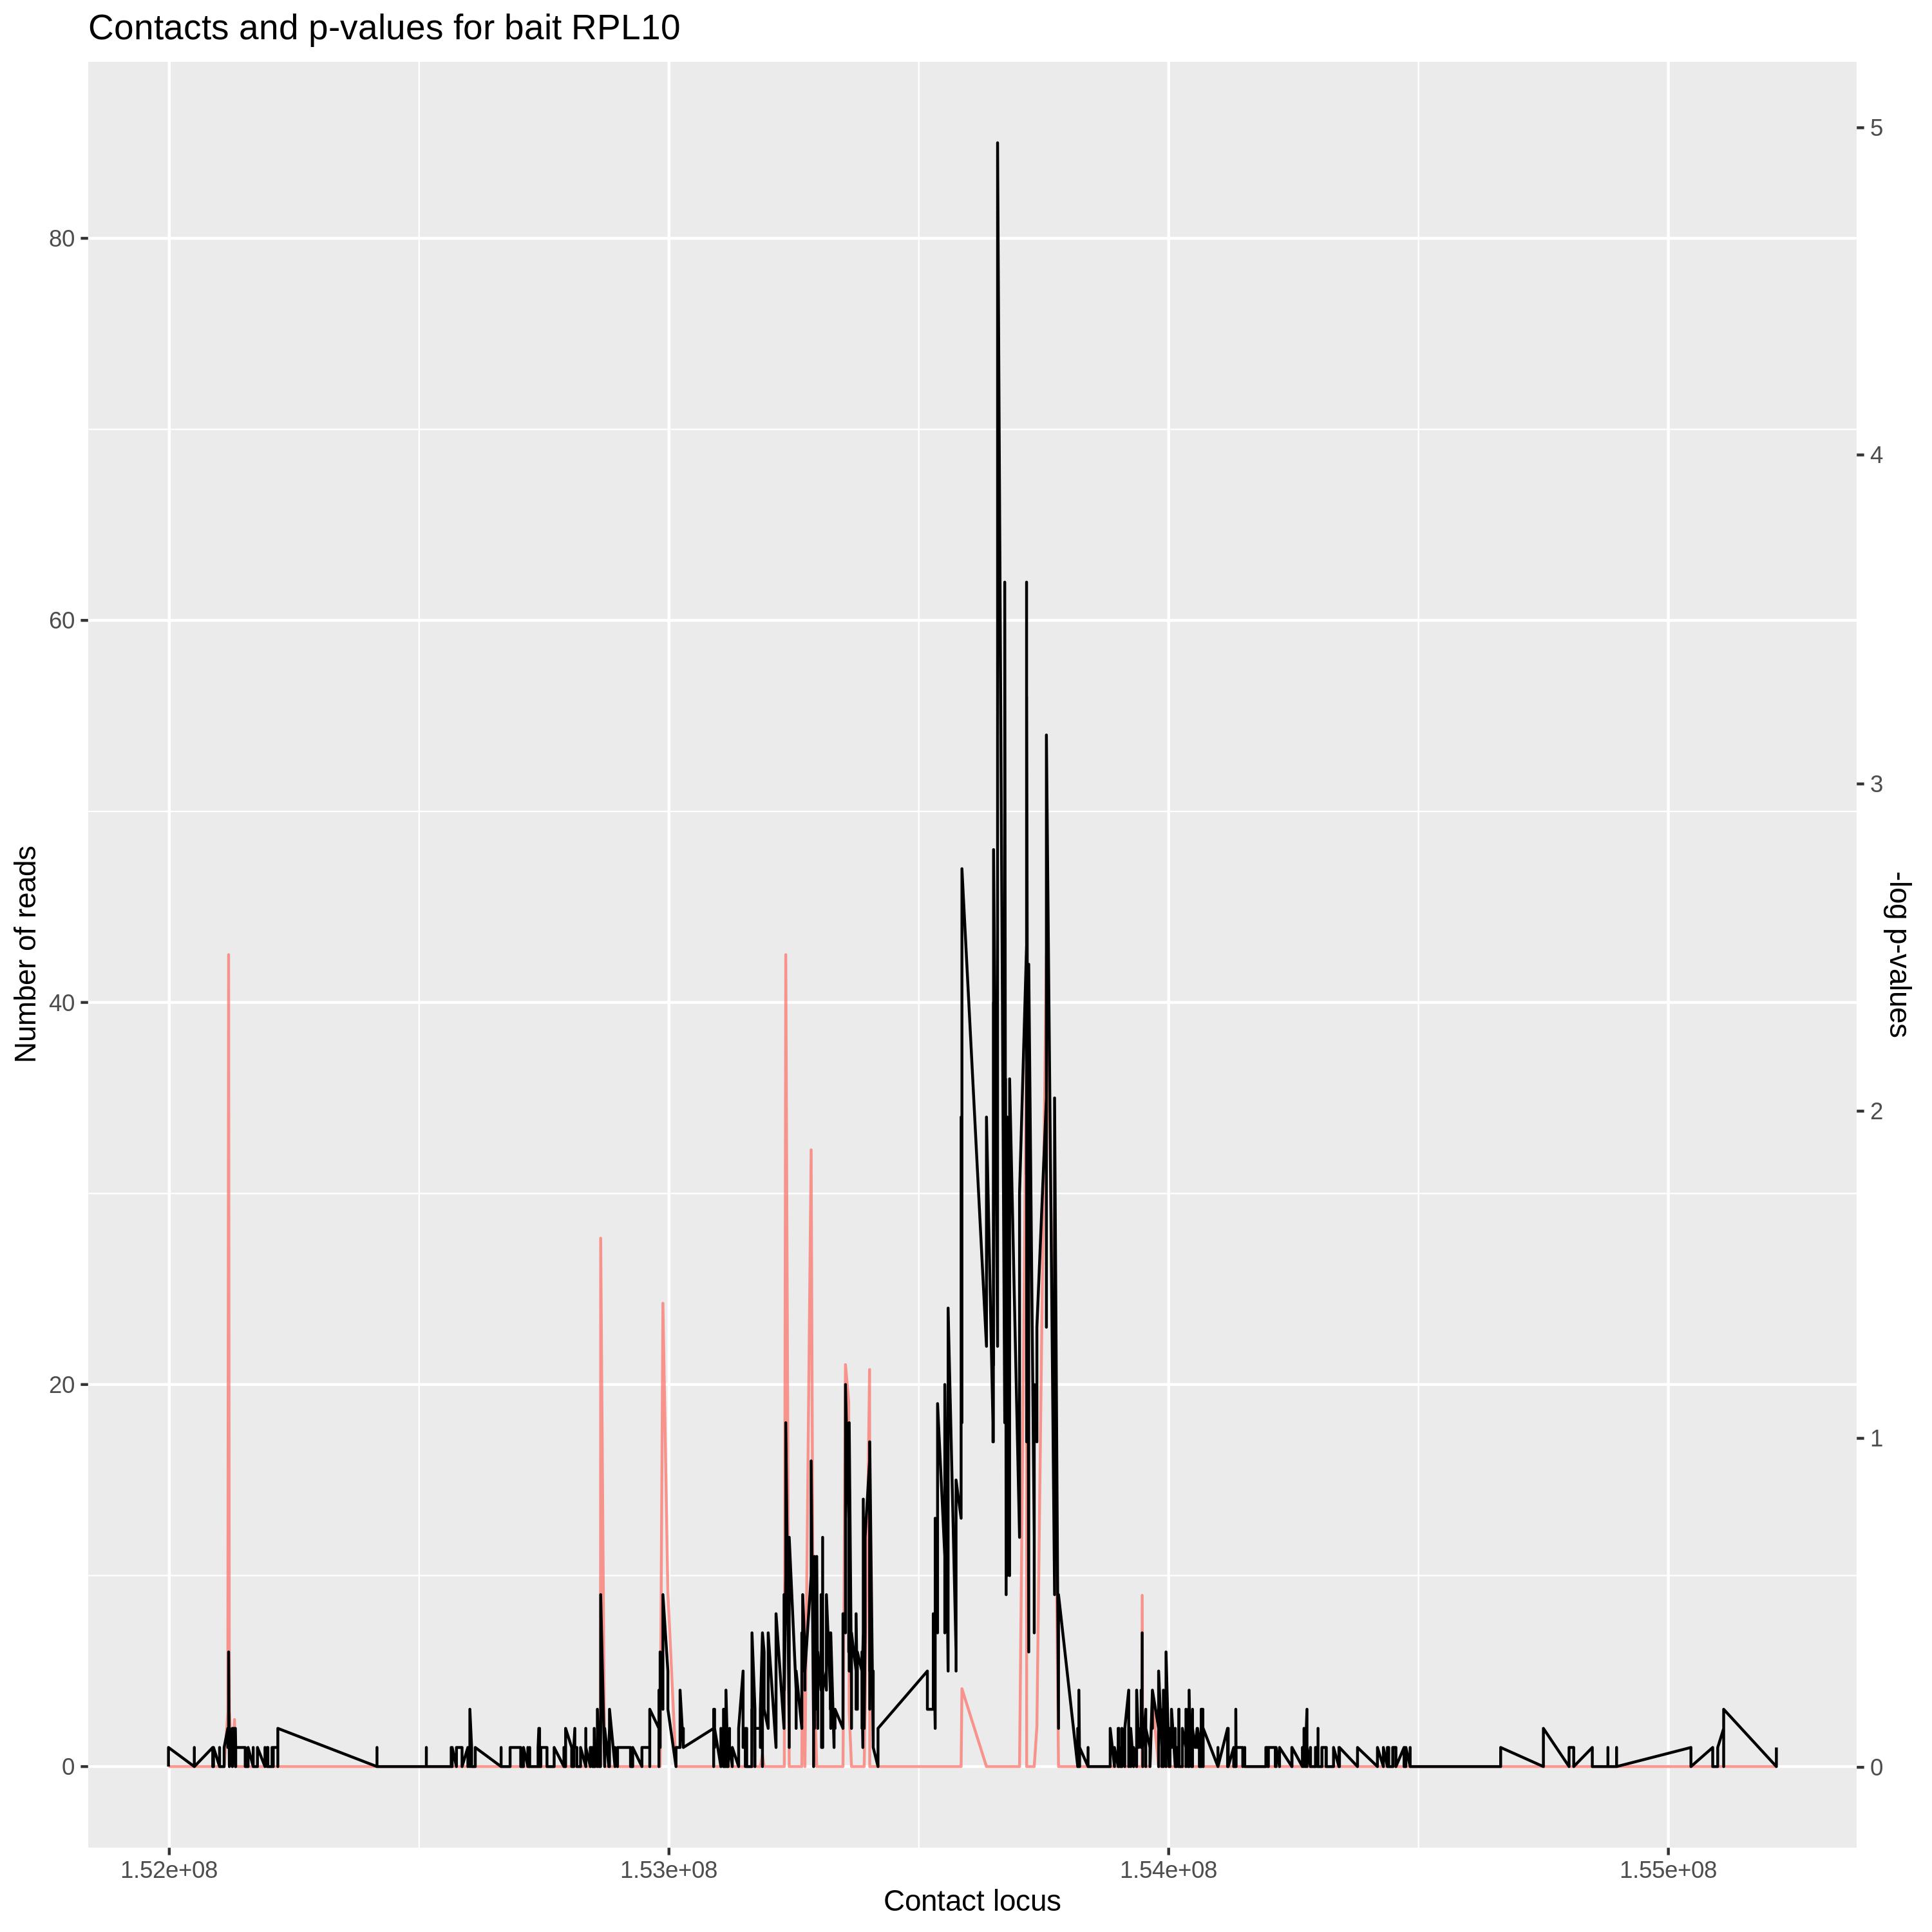 Contacts and p-values for bait RPL10
80
60
40
20
0
Number of reads
5
4
3
2
1
0
-log p-values
1.52e+08 1.53e+08 1.54e+08 1.55e+08
Contact locus